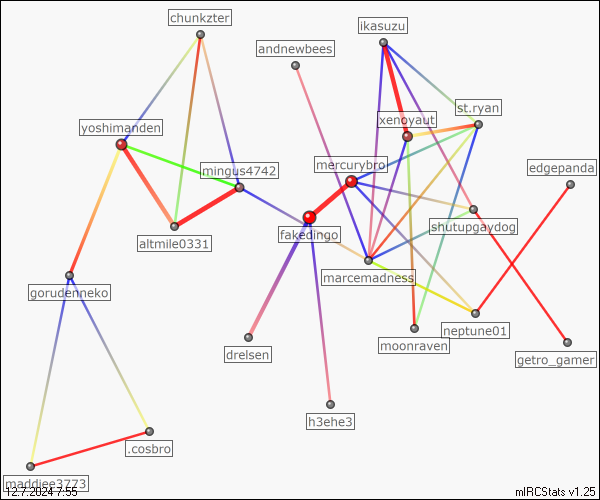 chunkzter
ikasuzu
andnewbees
st.ryan
xenoyaut
yoshimanden
mercurybro
edgepanda
mingus4742
shutupgaydog
fakedingo
altmile0331
marcemadness
gorudenneko
neptune01
moonraven
drelsen
getro_gamer
h3ehe3
.cosbro
maddiee3773
12.7.2024 7:55
mIRCStats v1.25